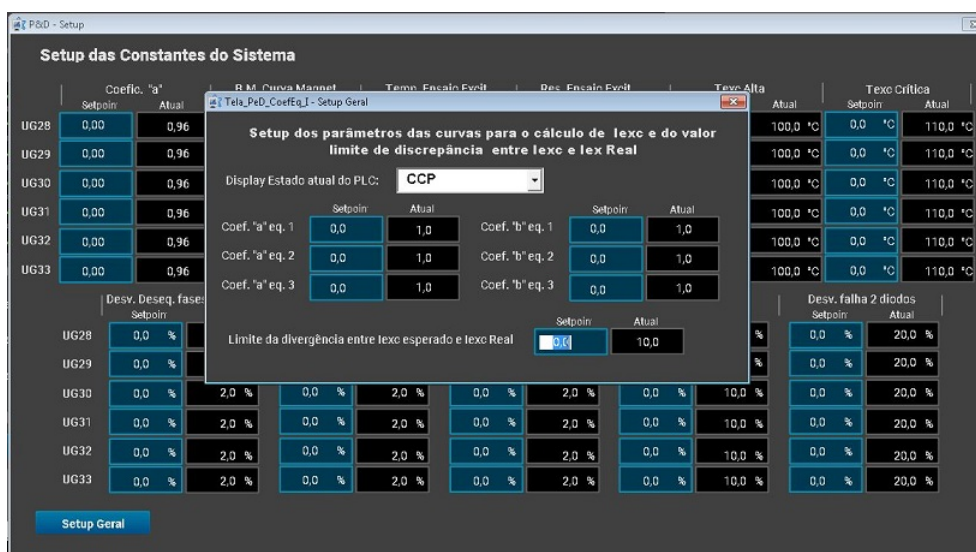 P&D - Setup
Setup das Constantes do Sistema
Coefic. "a" Texc Alta Texc Crítica
Setpoin Atual Atual Setpoin Atual
Tela_PeD_CoefEq_I - Setup Geral
Setup dos parâmetros das curvas para o cálculo de Iexc e do valor
limite de discrepância entre Iexc e Iex Real
Display Estado atual do PLC: CCP
Setpoin Atual Setpoin Atual
Coef. "a" eq. 1 0,0 1,0 Coef. "b" eq. 1 0,0 1,0
Coef. "a" eq. 2 0,0 1,0 Coef. "b" eq. 2 0,0 1,0
Coef. "a" eq. 3 0,0 1,0 Coef. "b" eq. 3 0,0 1,0
Setpoin Atual
Limite da divergência entre Iexc esperado e Iexc Real 0,0 10,0
UG28 0,00 0,96 100,0 °C 0,0 °C 110,0 °C
UG29 0,00 0,96 100,0 °C 0,0 °C 110,0 °C
UG30 0,00 0,96 100,0 °C 0,0 °C 110,0 °C
UG31 0,00 0,96 100,0 °C 0,0 °C 110,0 °C
UG32 0,00 0,96 100,0 °C 0,0 °C 110,0 °C
UG33 0,00 0,96 100,0 °C 0,0 °C 110,0 °C
Desv. Deseq. fases Desv. falha 2 diodos
Setpoin Setpoin Atual
UG28 0,0 % % 0,0 % 20,0 %
UG29 0,0 % % 0,0 % 20,0 %
UG30 0,0 % 2,0 % 0,0 % 2,0 % 0,0 % 2,0 % 0,0 % 10,0 % 0,0 % 20,0 %
UG31 0,0 % 2,0 % 0,0 % 2,0 % 0,0 % 2,0 % 0,0 % 10,0 % 0,0 % 20,0 %
UG32 0,0 % 2,0 % 0,0 % 2,0 % 0,0 % 2,0 % 0,0 % 10,0 % 0,0 % 20,0 %
UG33 0,0 % 2,0 % 0,0 % 2,0 % 0,0 % 2,0 % 0,0 % 10,0 % 0,0 % 20,0 %
Setup Geral